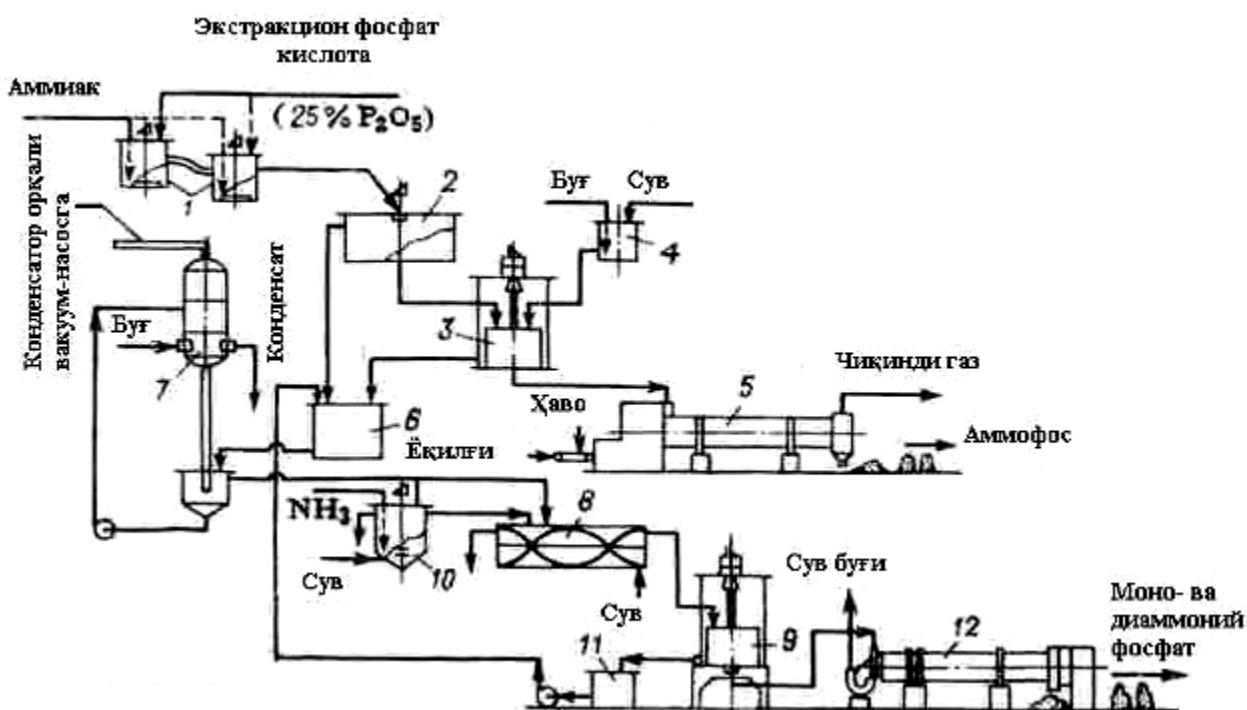 Экстракцион фосфат
кислота
(25% P₂O₅)
Аммиак
Конденсатор орқали
вакуум-насосга
1
2
Буғ
Сув
4
3
Конденсат
Буғ
7
6
Ҳаво
Ёқилғи
5
Чиқинди газ
Аммофос
NH₃
Сув
10
8
Сув
9
11
Сув буғи
12
Моно- ва
диаммоний
фосфат